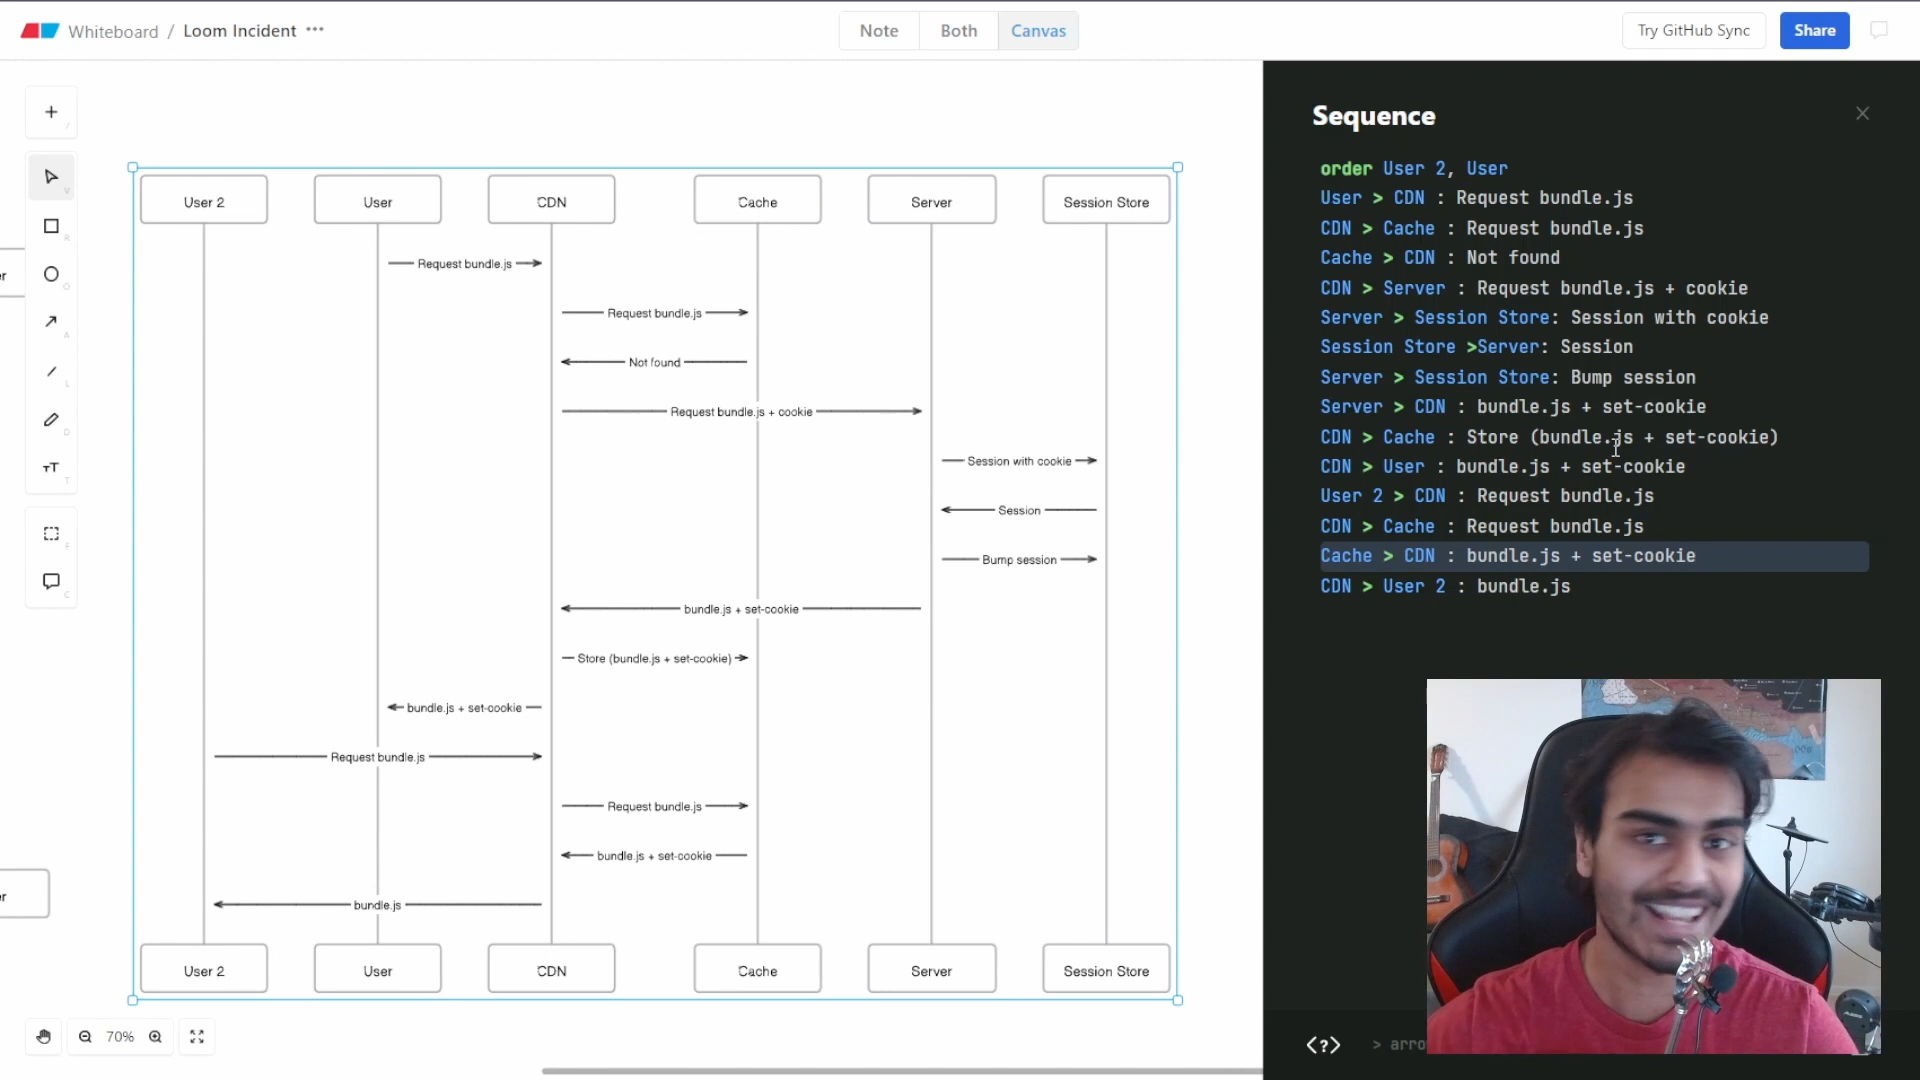 Whiteboard / Loom Incident ···
Note Both Canvas
Try GitHub Sync Share
User 2 User CDN Cache Server Session Store
Request bundle.js
Request bundle.js
Not found
Request bundle.js + cookie
Session with cookie
Session
Bump session
bundle.js + set-cookie
Store (bundle.js + set-cookie)
bundle.js + set-cookie
Request bundle.js
Request bundle.js
bundle.js + set-cookie
bundle.js
User 2 User CDN Cache Server Session Store
er
er
R
O
A
L
D
T
F
C
V
/
70%
Sequence
order User 2, User
User > CDN : Request bundle.js
CDN > Cache : Request bundle.js
Cache > CDN : Not found
CDN > Server : Request bundle.js + cookie
Server > Session Store: Session with cookie
Session Store >Server: Session
Server > Session Store: Bump session
Server > CDN : bundle.js + set-cookie
CDN > Cache : Store (bundle.js + set-cookie)
CDN > User : bundle.js + set-cookie
User 2 > CDN : Request bundle.js
CDN > Cache : Request bundle.js
Cache > CDN : bundle.js + set-cookie
CDN > User 2 : bundle.js
<?> > arro